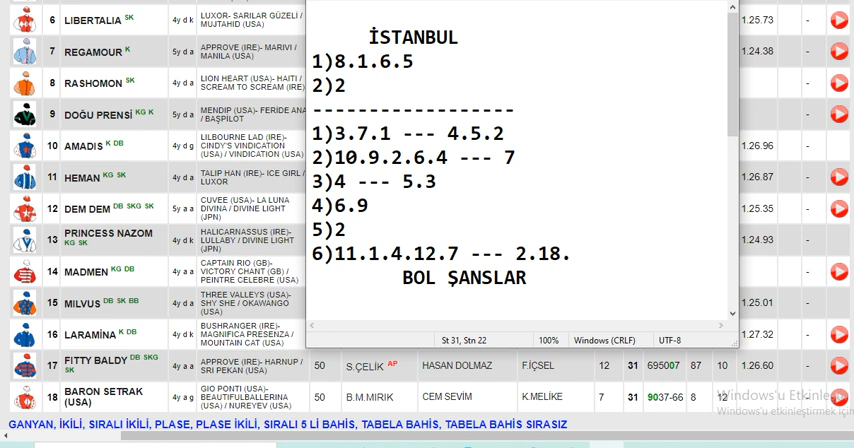 6 LIBERTALIA SK 4y d k LUXOR- SARILAR GÜZELİ / MUJTAHID (USA) 1.25.73 -
7 REGAMOUR K 5y d a APPROVE (IRE)- MARIVI / MANILA (USA) 1.24.38 -
8 RASHOMON SK 4y d a LION HEART (USA)- HAITI / SCREAM TO SCREAM (IRE) -
9 DOĞU PRENSİ KG K 5y d a MENDIP (USA)- FERİDE ANA / BAŞPİLOT -
10 AMADIS K DB 4y d g LILBOURNE LAD (IRE)- CINDY'S VINDICATION (USA) / VINDICATION (USA) 1.26.96 -
11 HEMAN KG SK 4y d a TALIP HAN (IRE)- ICE GIRL / LUXOR 1.26.87 -
12 DEM DEM DB SKG SK 5y a a CUVEE (USA)- LA LUNA DIVINA / DIVINE LIGHT (JPN) 1.25.35 -
13 PRINCESS NAZOM KG SK 4y d k HALICARNASSUS (IRE)- LULLABY / DIVINE LIGHT (JPN) 1.24.93 -
14 MADMEN KG DB 4y a a CAPTAIN RIO (GB)- VICTORY CHANT (GB) / PEINTRE CELEBRE (USA) -
15 MILVUS DB SK BB 4y d a THREE VALLEYS (USA)- SHY SHE / OKAWANGO (USA) 1.25.01 -
16 LARAMİNA K DB 4y d k BUSHRANGER (IRE)- MAGNIFICA PRESENZA / MOUNTAIN CAT (USA) 1.27.32 -
17 FITTY BALDY DB SKG SK 4y a a APPROVE (IRE)- HARNUP / SRI PEKAN (USA) 50 S.ÇELİK AP HASAN DOLMAZ F.İÇSEL 12 31 695007 87 10 1.26.60 -
18 BARON SETRAK (USA) 4y a g GIO PONTI (USA)- BEAUTIFULBALLERINA (USA) / NUREYEV (USA) 50 B.M.MIRIK CEM SEVİM K.MELİKE 7 31 9037-66 8 12 -
GANYAN, İKİLİ, SIRALI İKİLİ, PLASE, PLASE İKİLİ, SIRALI 5 Lİ BAHİS, TABELA BAHİS, TABELA BAHİS SIRASIZ
İSTANBUL
1)8.1.6.5
2)2
------------------
1)3.7.1 --- 4.5.2
2)10.9.2.6.4 --- 7
3)4 --- 5.3
4)6.9
5)2
6)11.1.4.12.7 --- 2.18.
BOL ŞANSLAR
St 31, Stn 22 100% Windows (CRLF) UTF-8
Windows'u Etkinleştir
Windows'u etkinleştirmek için